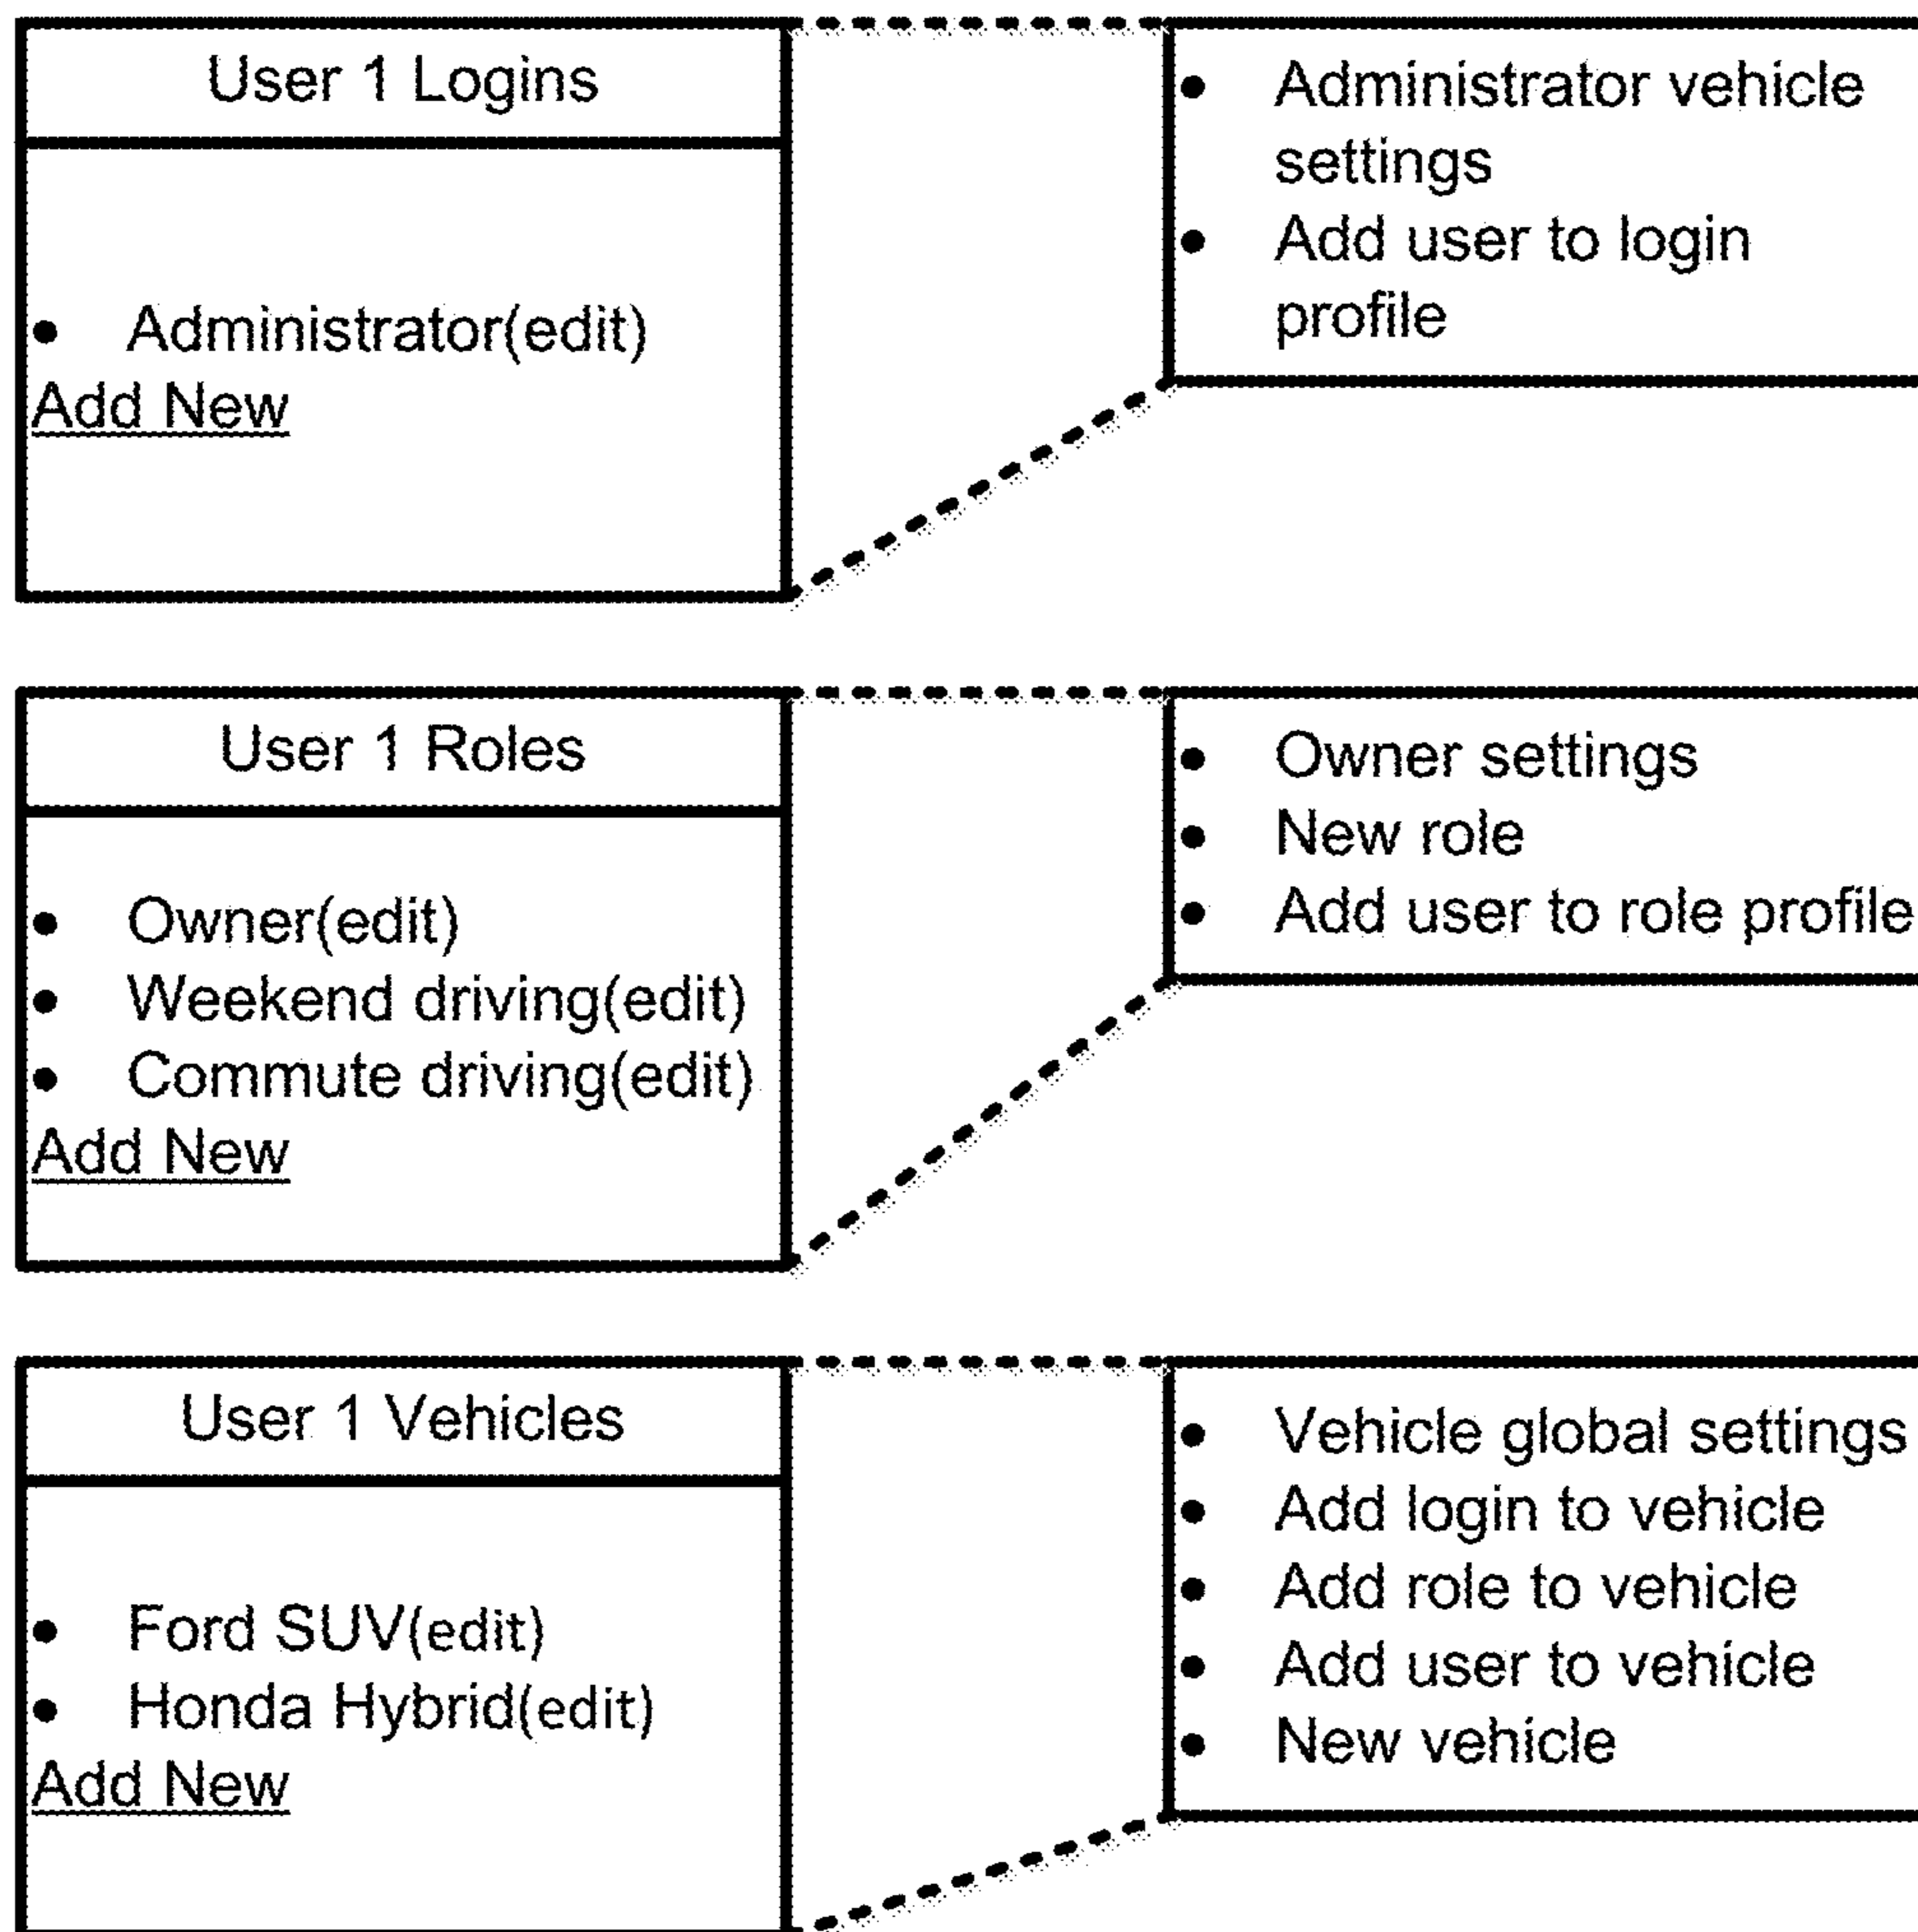 User 1 Logins
• Administrator(edit)
Add New
• Administrator vehicle
settings
• Add user to login
profile
User 1 Roles
• Owner(edit)
• Weekend driving(edit)
• Commute driving(edit)
Add New
• Owner settings
• New role
• Add user to role profile
User 1 Vehicles
• Ford SUV(edit)
• Honda Hybrid(edit)
Add New
• Vehicle global settings
• Add login to vehicle
• Add role to vehicle
• Add user to vehicle
• New vehicle